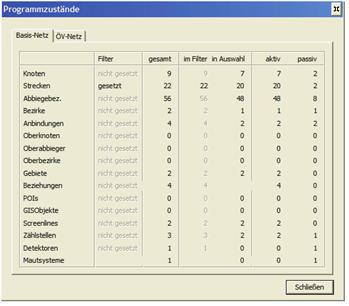 Programmzustände
Basis-Netz ÖV-Netz
Filter gesamt im Filter in Auswahl aktiv passiv
Knoten nicht gesetzt 9 9 7 7 2
Strecken gesetzt 22 22 20 20 2
Abbiegebez. nicht gesetzt 56 56 48 48 8
Bezirke nicht gesetzt 2 2 1 1 1
Anbindungen nicht gesetzt 4 4 2 2 2
Oberknoten nicht gesetzt 0 0 0 0 0
Oberabbieger nicht gesetzt 0 0 0 0 0
Oberbezirke nicht gesetzt 0 0 0 0 0
Gebiete nicht gesetzt 2 2 2 2 0
Beziehungen nicht gesetzt 4 4 4 0
POIs nicht gesetzt 0 0 0 0 0
GISObjekte nicht gesetzt 0 0 0 0 0
Screenlines nicht gesetzt 2 2 2 2 0
Zählstellen nicht gesetzt 3 3 2 2 1
Detektoren nicht gesetzt 1 1 0 0 1
Mautsysteme 1 0 0 1
Schließen